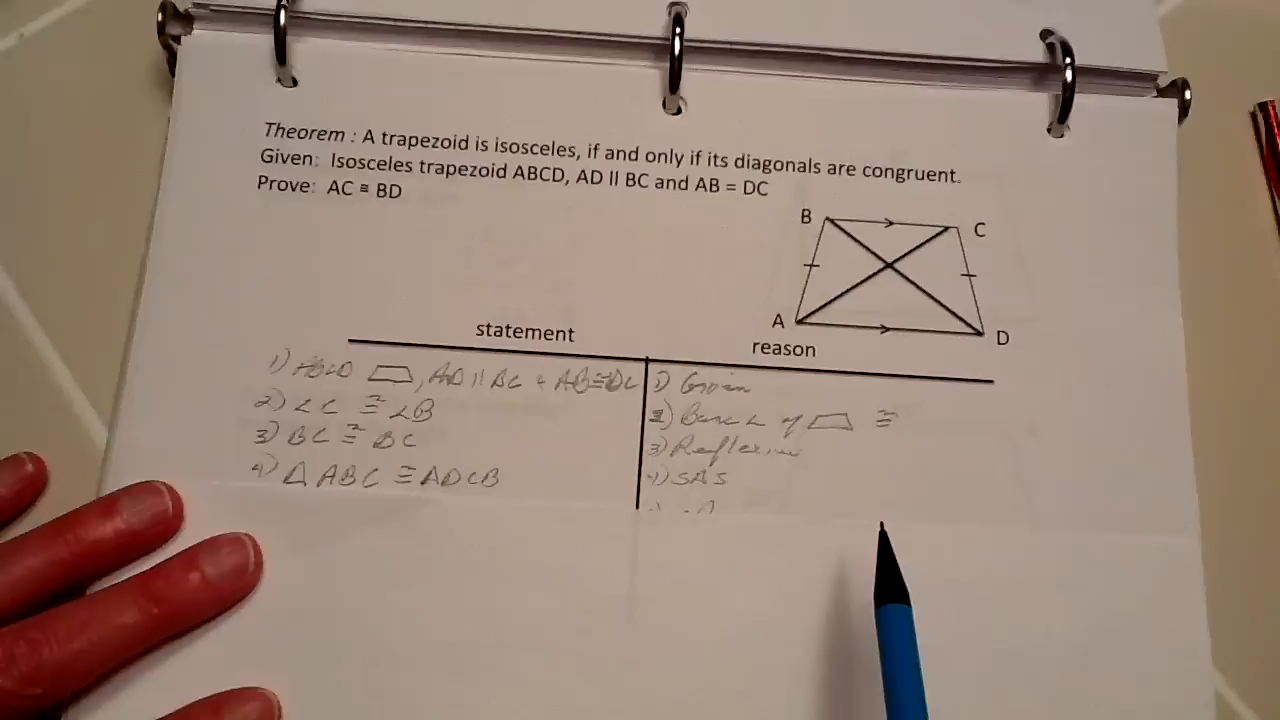 Theorem : A trapezoid is isosceles, if and only if its diagonals are congruent.
Given: Isosceles trapezoid ABCD, AD ll BC and AB = DC
Prove: AC ≅ BD
B
C
A
D
statement
reason
1) ABCD ▱, AD || BC + AB ≅ DC
1) Given
2) ∠C ≅ ∠B
2) Base ∠ of ≅
3) BC ≅ BC
3) Reflexive
4) △ ABC ≅ △DCB
4) SAS